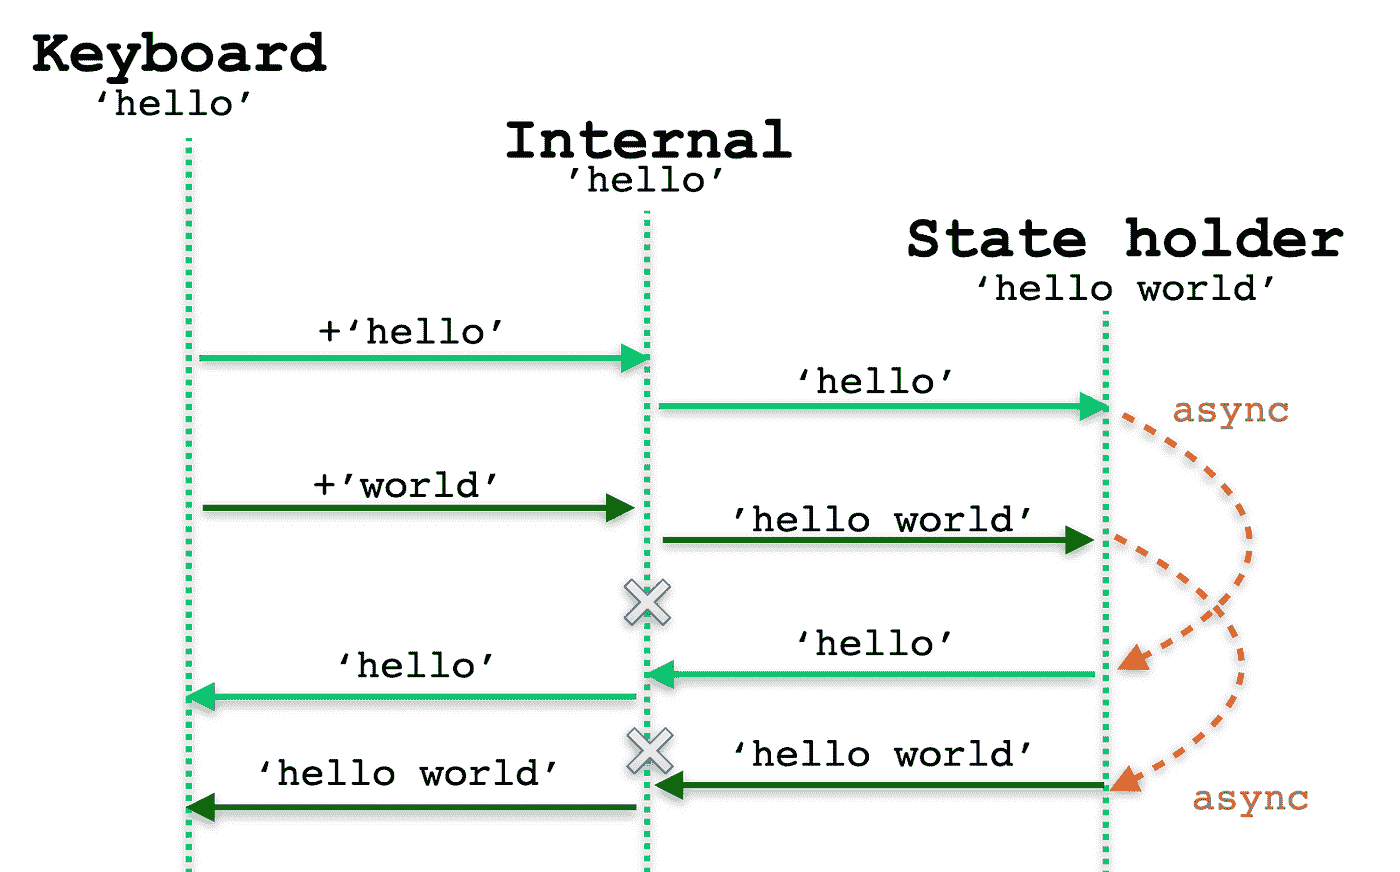 Keyboard
‘hello’
Internal
’hello’
State holder
‘hello world’
+‘hello’
‘hello’
async
+’world’
’hello world’
‘hello’
‘hello’
‘hello world’
‘hello world’
async